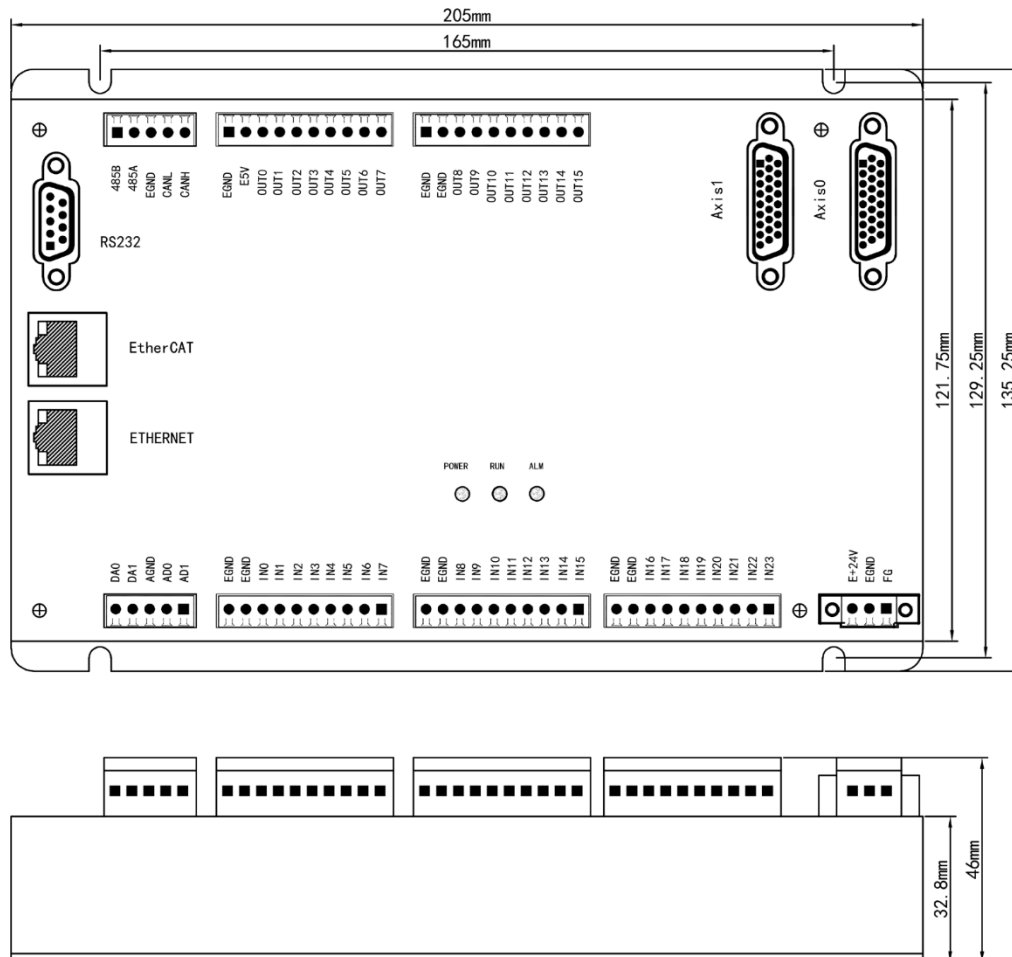 205mm
165mm
485B
485A
EGND
CANL
CANH
EGND
E5V
OUT0
OUT1
OUT2
OUT3
OUT4
OUT5
OUT6
OUT7
EGND
EGND
OUT8
OUT9
OUT10
OUT11
OUT12
OUT13
OUT14
OUT15
Axis1
Axis0
RS232
EtherCAT
ETHERNET
121.75mm
129.25mm
135.25mm
POWER RUN ALM
DA0
DA1
AGND
AD0
AD1
EGND
EGND
IN0
IN1
IN2
IN3
IN4
IN5
IN6
IN7
EGND
EGND
IN8
IN9
IN10
IN11
IN12
IN13
IN14
IN15
EGND
EGND
IN16
IN17
IN18
IN19
IN20
IN21
IN22
IN23
E+24V
EGND
FG
32.8mm
46mm